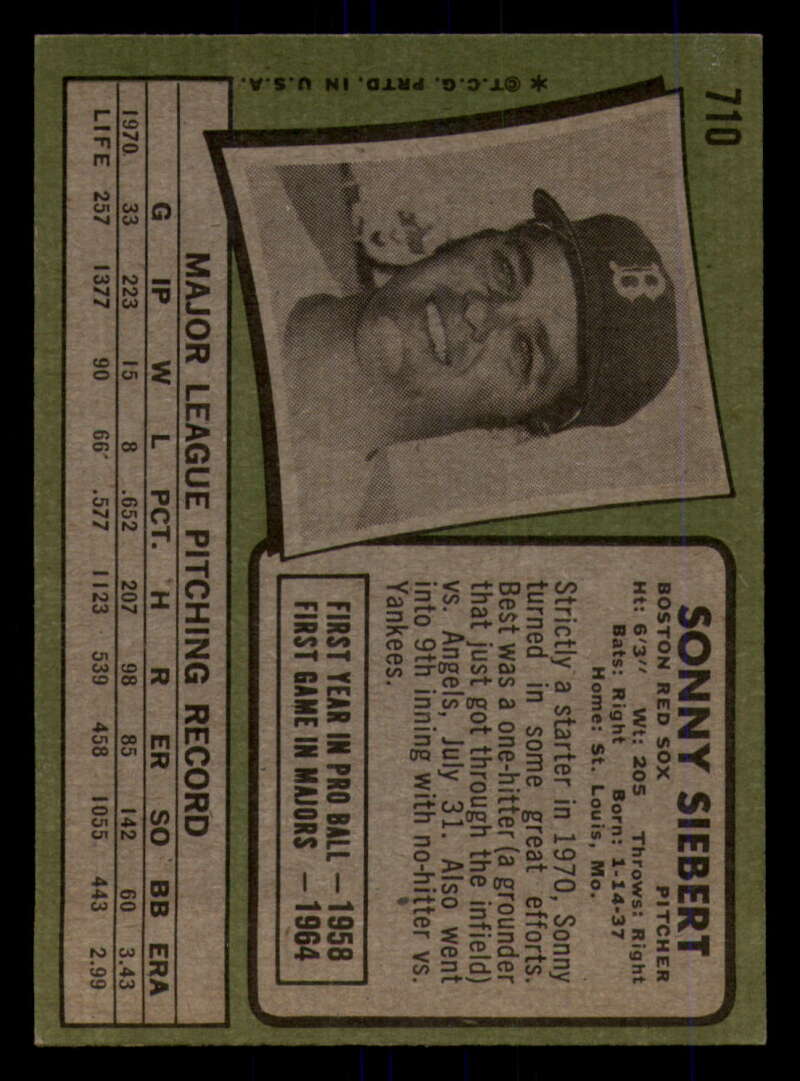 710
*©T.C.G. PRTD. IN U.S.A.
B
SONNY SIEBERT
BOSTON RED SOX PITCHER
Ht: 6'3" Wt: 205 Throws: Right
Bats: Right Born: 1-14-37
Home: St. Louis, Mo.
Strictly a starter in 1970, Sonny
turned in some great efforts.
Best was a one-hitter (a grounder
that just got through the infield)
vs. Angels, July 31. Also went
into 9th inning with no-hitter vs.
Yankees.
FIRST YEAR IN PRO BALL — 1958
FIRST GAME IN MAJORS — 1964
MAJOR LEAGUE PITCHING RECORD
G IP W L PCT. H R ER SO BB ERA
1970 33 223 15 8 .652 207 98 85 142 60 3.43
LIFE 257 1377 90 66 .577 1123 539 458 1055 443 2.99